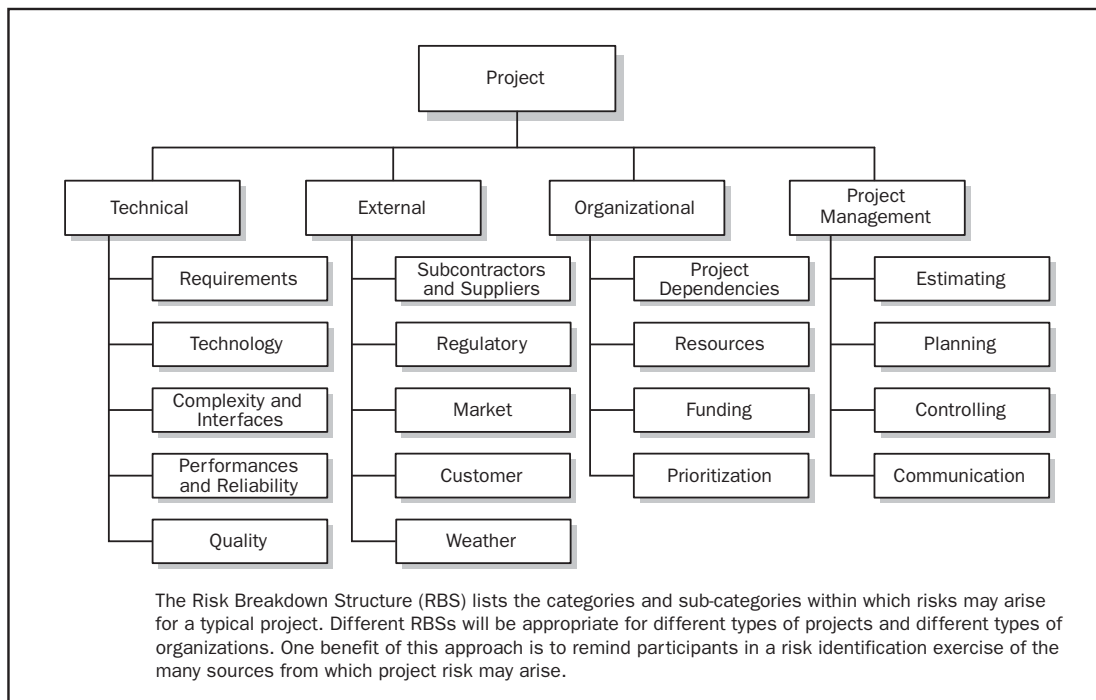 Project
Technical
External
Organizational
Project
Management
Requirements
Technology
Complexity and
Interfaces
Performances
and Reliability
Quality
Subcontractors
and Suppliers
Regulatory
Market
Customer
Weather
Project
Dependencies
Resources
Funding
Prioritization
Estimating
Planning
Controlling
Communication
The Risk Breakdown Structure (RBS) lists the categories and sub-categories within which risks may arise
for a typical project. Different RBSs will be appropriate for different types of projects and different types of
organizations. One benefit of this approach is to remind participants in a risk identification exercise of the
many sources from which project risk may arise.